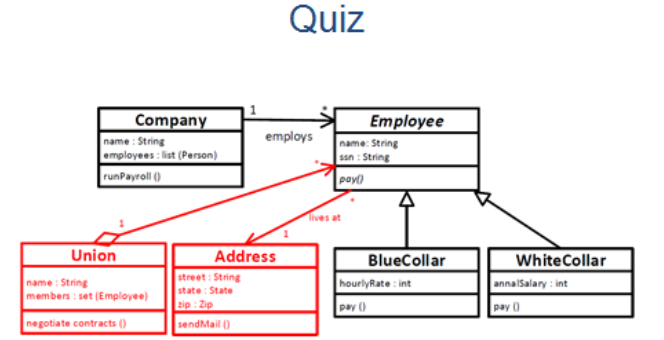 Quiz
Company
name : String
employees : list (Person)
runPayroll ()
1
*
employs
Employee
name: String
ssn : String
pay()
*
1
*
lives at
1
Union
name : String
members : set (Employee)
negotiate contracts ()
Address
street : String
state : State
zip : Zip
sendMail ()
BlueCollar
hourlyRate : int
pay ()
WhiteCollar
annalSalary : int
pay ()